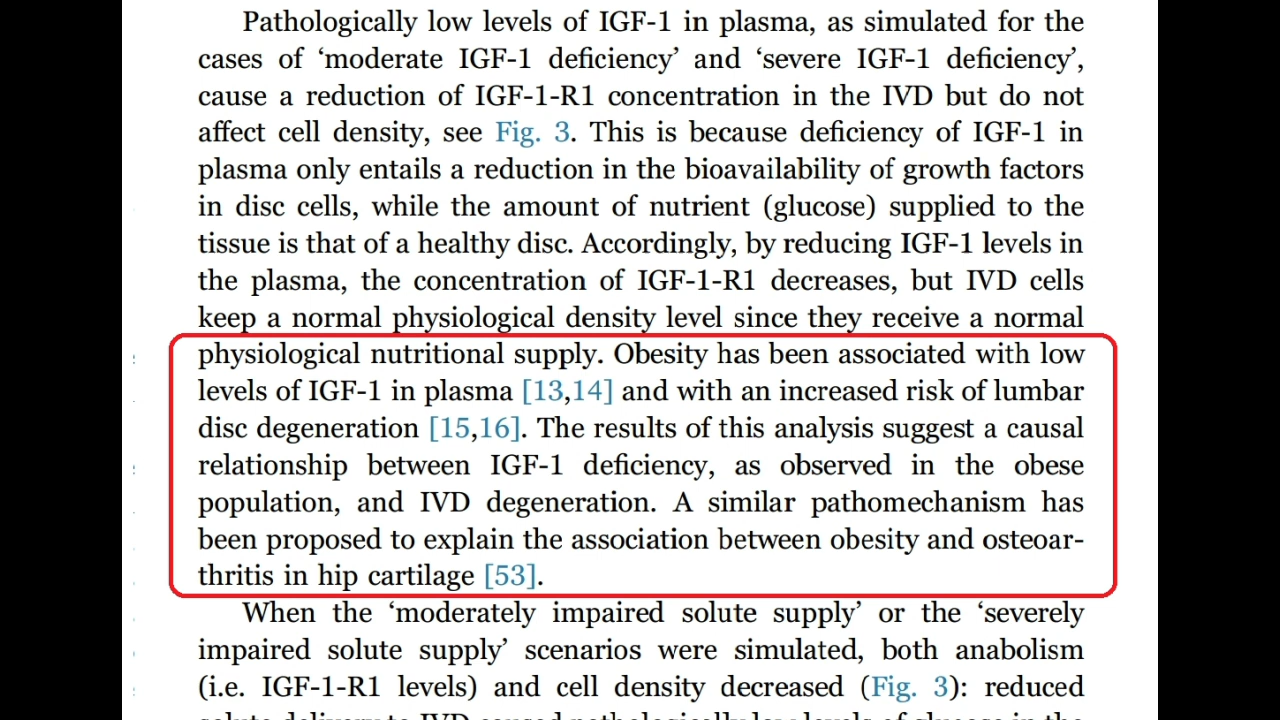 Pathologically low levels of IGF-1 in plasma, as simulated for the
cases of ‘moderate IGF-1 deficiency’ and ‘severe IGF-1 deficiency’,
cause a reduction of IGF-1-R1 concentration in the IVD but do not
affect cell density, see Fig. 3. This is because deficiency of IGF-1 in
plasma only entails a reduction in the bioavailability of growth factors
in disc cells, while the amount of nutrient (glucose) supplied to the
tissue is that of a healthy disc. Accordingly, by reducing IGF-1 levels in
the plasma, the concentration of IGF-1-R1 decreases, but IVD cells
keep a normal physiological density level since they receive a normal
physiological nutritional supply. Obesity has been associated with low
levels of IGF-1 in plasma [13,14] and with an increased risk of lumbar
disc degeneration [15,16]. The results of this analysis suggest a causal
relationship between IGF-1 deficiency, as observed in the obese
population, and IVD degeneration. A similar pathomechanism has
been proposed to explain the association between obesity and osteoar-
thritis in hip cartilage [53].
When the ‘moderately impaired solute supply’ or the ‘severely
impaired solute supply’ scenarios were simulated, both anabolism
(i.e. IGF-1-R1 levels) and cell density decreased (Fig. 3): reduced